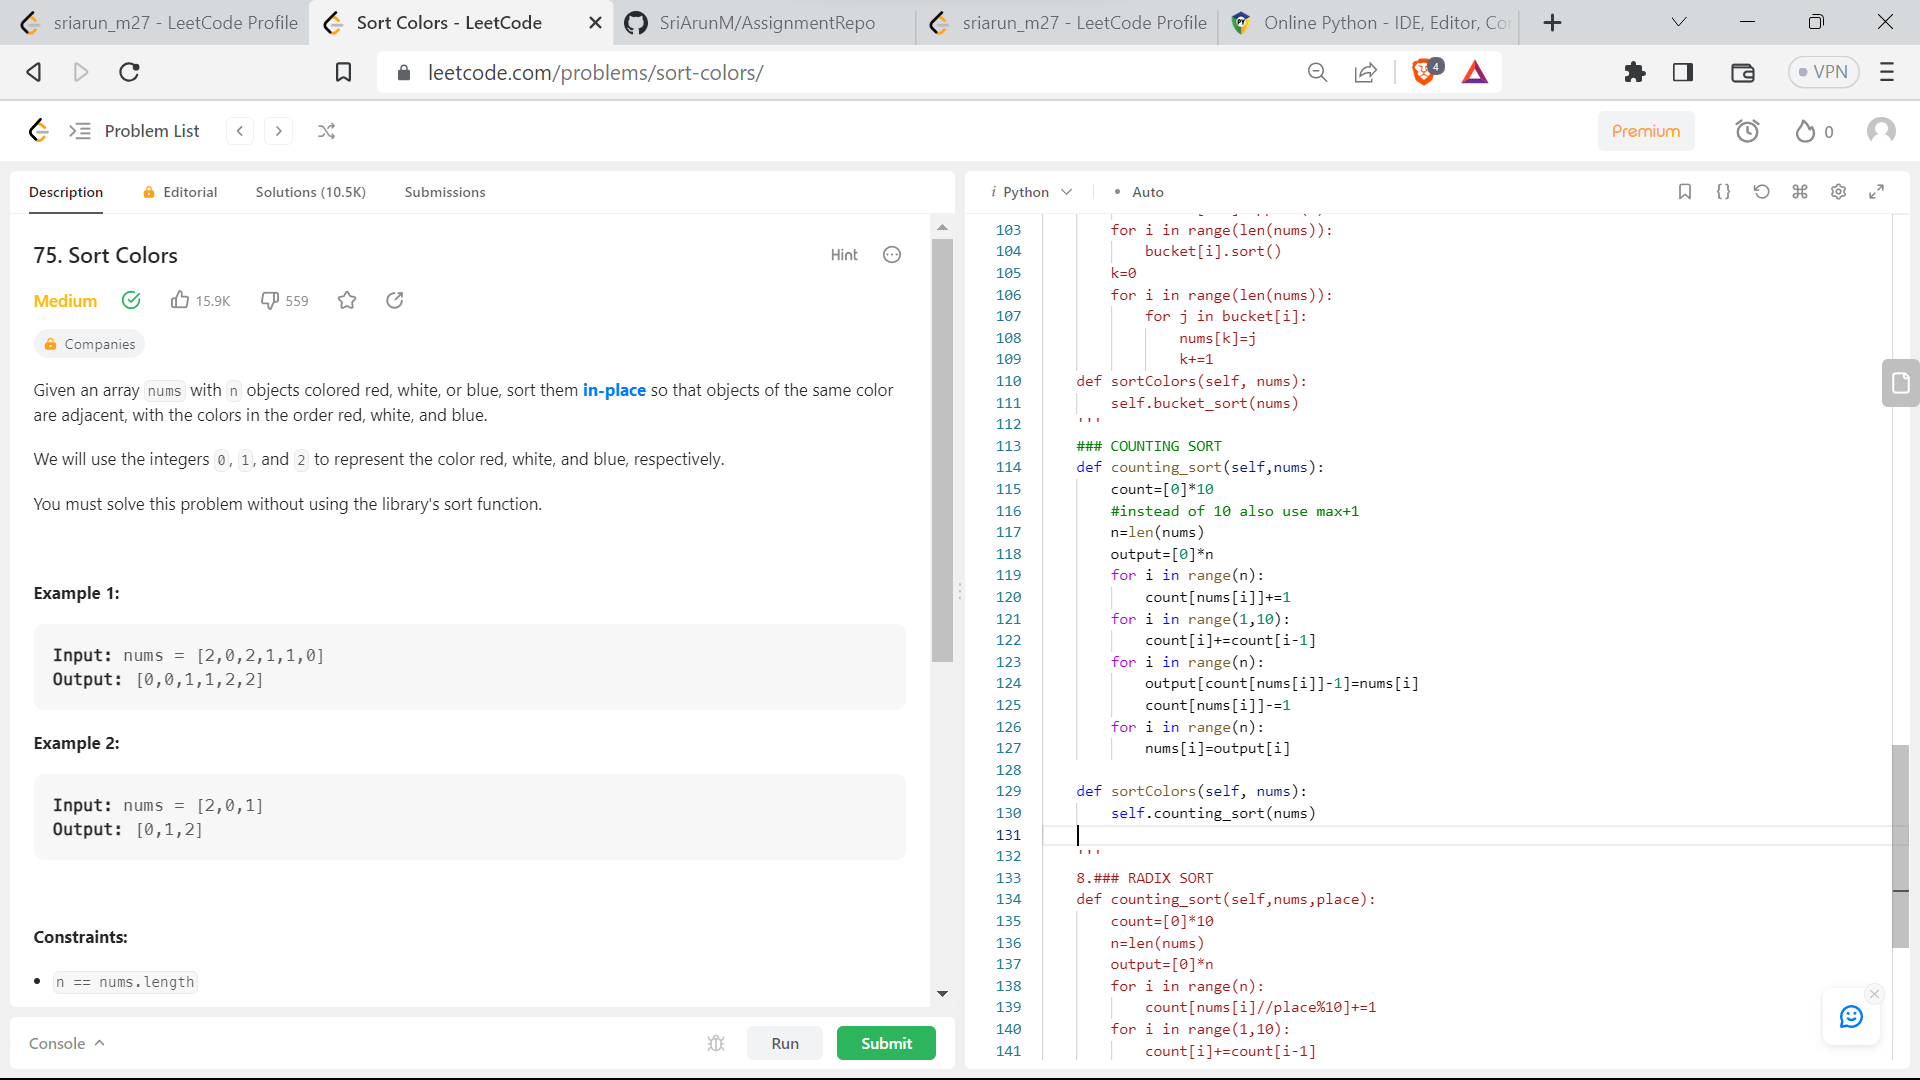 sriarun_m27 - LeetCode Profile
Sort Colors - LeetCode
SriArunM/AssignmentRepo
sriarun_m27 - LeetCode Profile
Online Python - IDE, Editor, Co
leetcode.com/problems/sort-colors/
4
VPN
Problem List
Premium
0
Description
Editorial
Solutions (10.5K)
Submissions
75. Sort Colors
Hint
Medium
15.9K
559
Companies
Given an array nums with n objects colored red, white, or blue, sort them in-place so that objects of the same color
are adjacent, with the colors in the order red, white, and blue.
We will use the integers 0, 1, and 2 to represent the color red, white, and blue, respectively.
You must solve this problem without using the library's sort function.
Example 1:
Input: nums = [2,0,2,1,1,0]
Output: [0,0,1,1,2,2]
Example 2:
Input: nums = [2,0,1]
Output: [0,1,2]
Constraints:
n == nums.length
Console
Run
Submit
i Python
Auto
103 for i in range(len(nums)):
104 bucket[i].sort()
105 k=0
106 for i in range(len(nums)):
107 for j in bucket[i]:
108 nums[k]=j
109 k+=1
110 def sortColors(self, nums):
111 self.bucket_sort(nums)
112 '''
113 ### COUNTING SORT
114 def counting_sort(self,nums):
115 count=[0]*10
116 #instead of 10 also use max+1
117 n=len(nums)
118 output=[0]*n
119 for i in range(n):
120 count[nums[i]]+=1
121 for i in range(1,10):
122 count[i]+=count[i-1]
123 for i in range(n):
124 output[count[nums[i]]-1]=nums[i]
125 count[nums[i]]-=1
126 for i in range(n):
127 nums[i]=output[i]
128
129 def sortColors(self, nums):
130 self.counting_sort(nums)
131
132 '''
133 8.### RADIX SORT
134 def counting_sort(self,nums,place):
135 count=[0]*10
136 n=len(nums)
137 output=[0]*n
138 for i in range(n):
139 count[nums[i]//place%10]+=1
140 for i in range(1,10):
141 count[i]+=count[i-1]